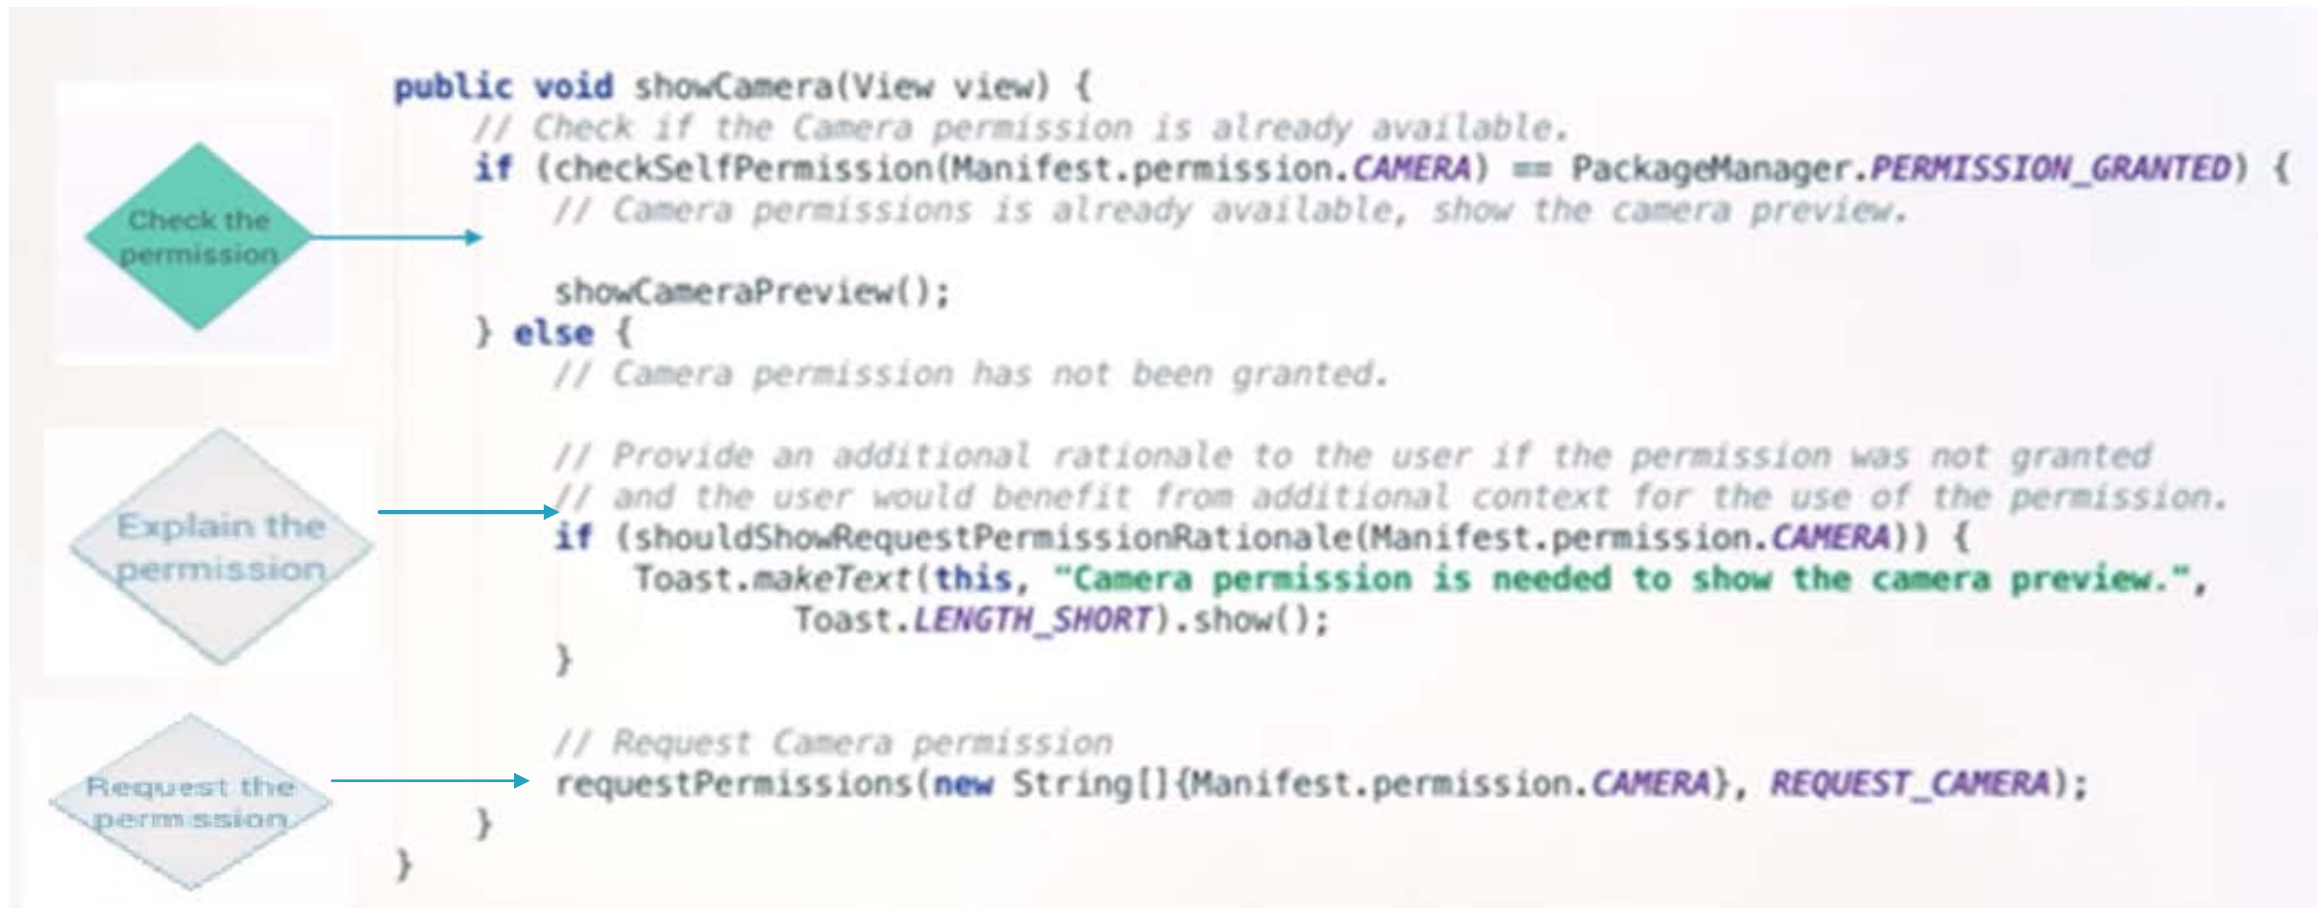 public void showCamera(View view) {
// Check if the Camera permission is already available.
if (checkSelfPermission(Manifest.permission.CAMERA) == PackageManager.PERMISSION_GRANTED) {
// Camera permissions is already available, show the camera preview.
Check the
permission
showCameraPreview();
} else {
// Camera permission has not been granted.
// Provide an additional rationale to the user if the permission was not granted
// and the user would benefit from additional context for the use of the permission.
Explain the
permission
if (shouldShowRequestPermissionRationale(Manifest.permission.CAMERA)) {
Toast.makeText(this, "Camera permission is needed to show the camera preview.",
Toast.LENGTH_SHORT).show();
}
// Request Camera permission
requestPermissions(new String[]{Manifest.permission.CAMERA}, REQUEST_CAMERA);
Request the
permission
}
}